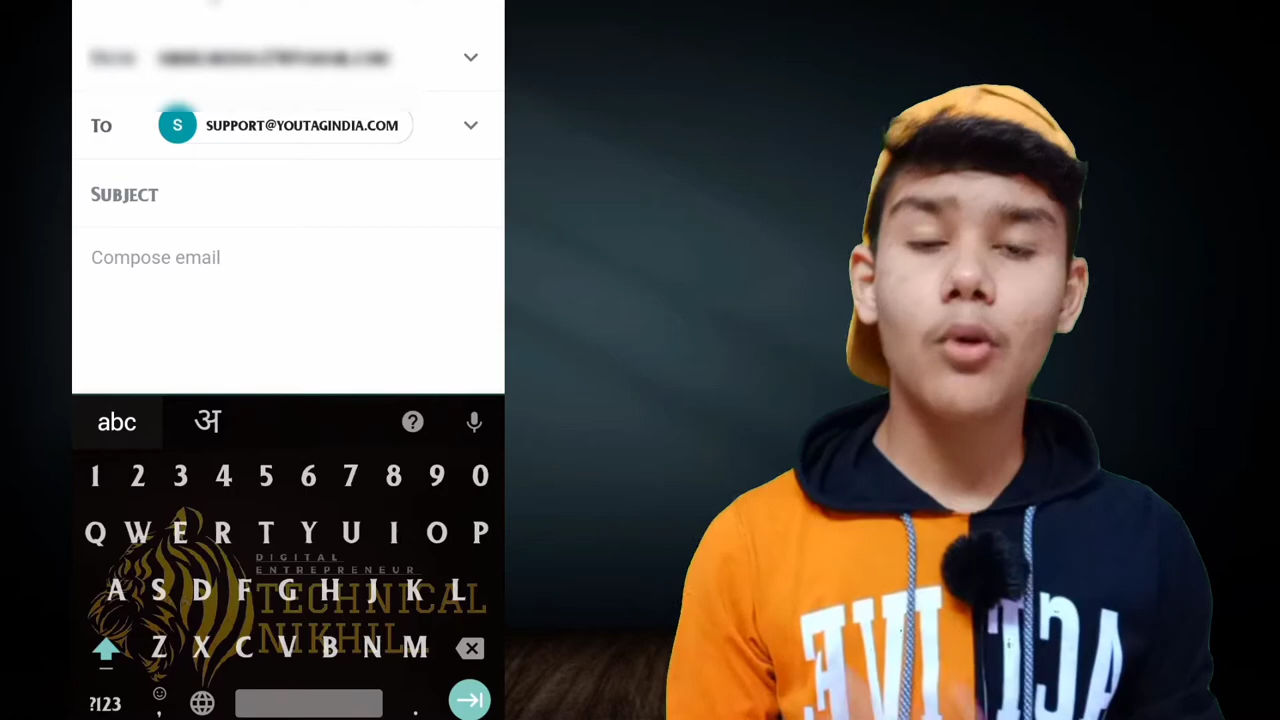 To S SUPPORT@YOUTAGINDIA.COM
SUBJECT
Compose email
abc अ ?
1 2 3 4 5 6 7 8 9 0
Q W E R T Y U I O P
DIGITAL
ENTREPRENEUR
A S D F G H J K L
TECHNICAL
NIKHIL
Z X C V B N M
?123 , .
ACTIVE